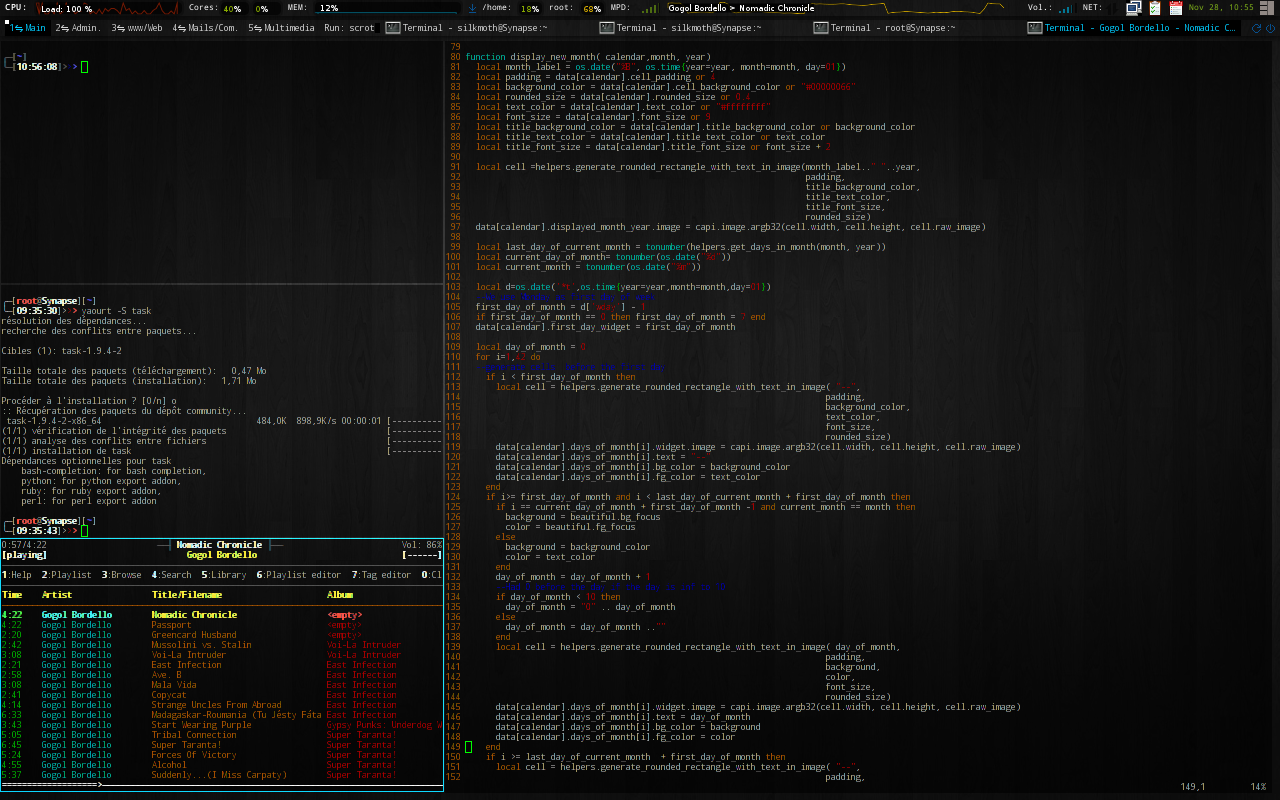 CPU: Load: 100 % Cores: 40% 0% MEM: 12% /home: 18% root: 68% MPD: Gogol Bordello > Nomadic Chronicle Vol.: NET: Nov 28, 10:55
1 Main 2 Admin. 3 www/Web 4 Mails/Com. 5 Multimedia Run: scrot Terminal - silkmoth@Synapse:~ Terminal - silkmoth@Synapse:~ Terminal - root@Synapse:~ Terminal - Gogol Bordello - Nomadic C...
[~]
[10:56:08]> >
[root@Synapse][~]
[09:35:30]>>> yaourt -S task
résolution des dépendances...
recherche des conflits entre paquets...
Cibles (1): task-1.9.4-2
Taille totale des paquets (téléchargement): 0,47 Mo
Taille totale des paquets (installation): 1,71 Mo
Procéder à l'installation ? [O/n] o
:: Récupération des paquets du dépôt community...
task-1.9.4-2-x86_64 484,0K 898,9K/s 00:00:01 [----------
(1/1) vérification de l'intégrité des paquets [----------
(1/1) analyse des conflits entre fichiers [----------
(1/1) installation de task [----------
Dépendances optionnelles pour task
bash-completion: for bash completion,
python: for python export addon,
ruby: for ruby export addon,
perl: for perl export addon
[root@Synapse][~]
[09:35:43]>>>
0:57/4:22 Nomadic Chronicle Vol: 86%
[playing] Gogol Bordello [------]
1:Help 2:Playlist 3:Browse 4:Search 5:Library 6:Playlist editor 7:Tag editor 0:Cl
Time Artist Title/Filename Album
4:22 Gogol Bordello Nomadic Chronicle <empty>
4:22 Gogol Bordello Passport <empty>
2:20 Gogol Bordello Greencard Husband <empty>
2:42 Gogol Bordello Mussolini vs. Stalin Voi-La Intruder
3:08 Gogol Bordello Voi-La Intruder Voi-La Intruder
2:21 Gogol Bordello East Infection East Infection
2:58 Gogol Bordello Ave. B East Infection
3:08 Gogol Bordello Mala Vida East Infection
2:41 Gogol Bordello Copycat East Infection
4:14 Gogol Bordello Strange Uncles From Abroad East Infection
6:33 Gogol Bordello Madagaskar-Roumania (Tu Jésty Fáta East Infection
3:43 Gogol Bordello Start Wearing Purple Gypsy Punks: Underdog W
5:05 Gogol Bordello Tribal Connection Super Taranta!
6:45 Gogol Bordello Super Taranta! Super Taranta!
5:24 Gogol Bordello Forces Of Victory Super Taranta!
4:55 Gogol Bordello Alcohol Super Taranta!
5:37 Gogol Bordello Suddenly...(I Miss Carpaty) Super Taranta!
79
80 function display_new_month( calendar,month, year)
81 local month_label = os.date("%B", os.time{year=year, month=month, day=01})
82 local padding = data[calendar].cell_padding or 4
83 local background_color = data[calendar].cell_background_color or "#00000066"
84 local rounded_size = data[calendar].rounded_size or 0.4
85 local text_color = data[calendar].text_color or "#ffffffff"
86 local font_size = data[calendar].font_size or 9
87 local title_background_color = data[calendar].title_background_color or background_color
88 local title_text_color = data[calendar].title_text_color or text_color
89 local title_font_size = data[calendar].title_font_size or font_size + 2
90
91 local cell =helpers.generate_rounded_rectangle_with_text_in_image(month_label.." "..year,
92 padding,
93 title_background_color,
94 title_text_color,
95 title_font_size,
96 rounded_size)
97 data[calendar].displayed_month_year.image = capi.image.argb32(cell.width, cell.height, cell.raw_image)
98
99 local last_day_of_current_month = tonumber(helpers.get_days_in_month(month, year))
100 local current_day_of_month= tonumber(os.date("%d"))
101 local current_month = tonumber(os.date("%m"))
102
103 local d=os.date('*t',os.time{year=year,month=month,day=01})
104
105 first_day_of_month = d['wday'] - 1
106 if first_day_of_month == 0 then first_day_of_month = 7 end
107 data[calendar].first_day_widget = first_day_of_month
108
109 local day_of_month = 0
110 for i=1,42 do
111
112 if i < first_day_of_month then
113 local cell = helpers.generate_rounded_rectangle_with_text_in_image( "--",
114 padding,
115 background_color,
116 text_color,
117 font_size,
118 rounded_size)
119 data[calendar].days_of_month[i].widget.image = capi.image.argb32(cell.width, cell.height, cell.raw_image)
120 data[calendar].days_of_month[i].text = "--"
121 data[calendar].days_of_month[i].bg_color = background_color
122 data[calendar].days_of_month[i].fg_color = text_color
123 end
124 if i>= first_day_of_month and i < last_day_of_current_month + first_day_of_month then
125 if i == current_day_of_month + first_day_of_month -1 and current_month == month then
126 background = beautiful.bg_focus
127 color = beautiful.fg_focus
128 else
129 background = background_color
130 color = text_color
131 end
132 day_of_month = day_of_month + 1
133
134 if day_of_month < 10 then
135 day_of_month = "0" .. day_of_month
136 else
137 day_of_month = day_of_month ..""
138 end
139 local cell = helpers.generate_rounded_rectangle_with_text_in_image( day_of_month,
140 padding,
141 background,
142 color,
143 font_size,
144 rounded_size)
145 data[calendar].days_of_month[i].widget.image = capi.image.argb32(cell.width, cell.height, cell.raw_image)
146 data[calendar].days_of_month[i].text = day_of_month
147 data[calendar].days_of_month[i].bg_color = background
148 data[calendar].days_of_month[i].fg_color = color
149 end
150 if i >= last_day_of_current_month + first_day_of_month then
151 local cell = helpers.generate_rounded_rectangle_with_text_in_image( "--",
152 padding,
149,1 14%